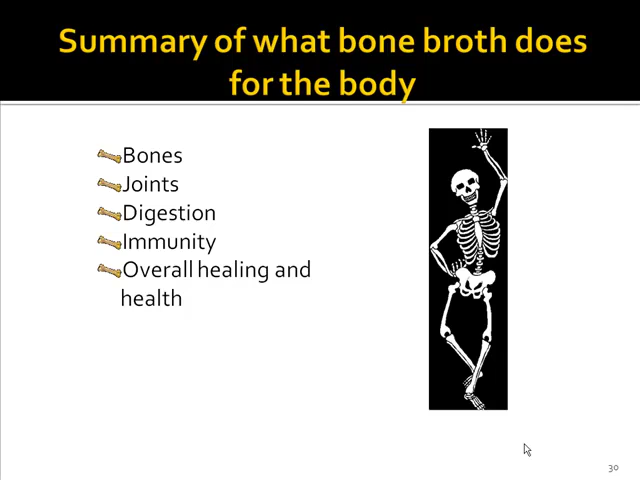 Summary of what bone broth does
for the body
Bones
Joints
Digestion
Immunity
Overall healing and
health
30